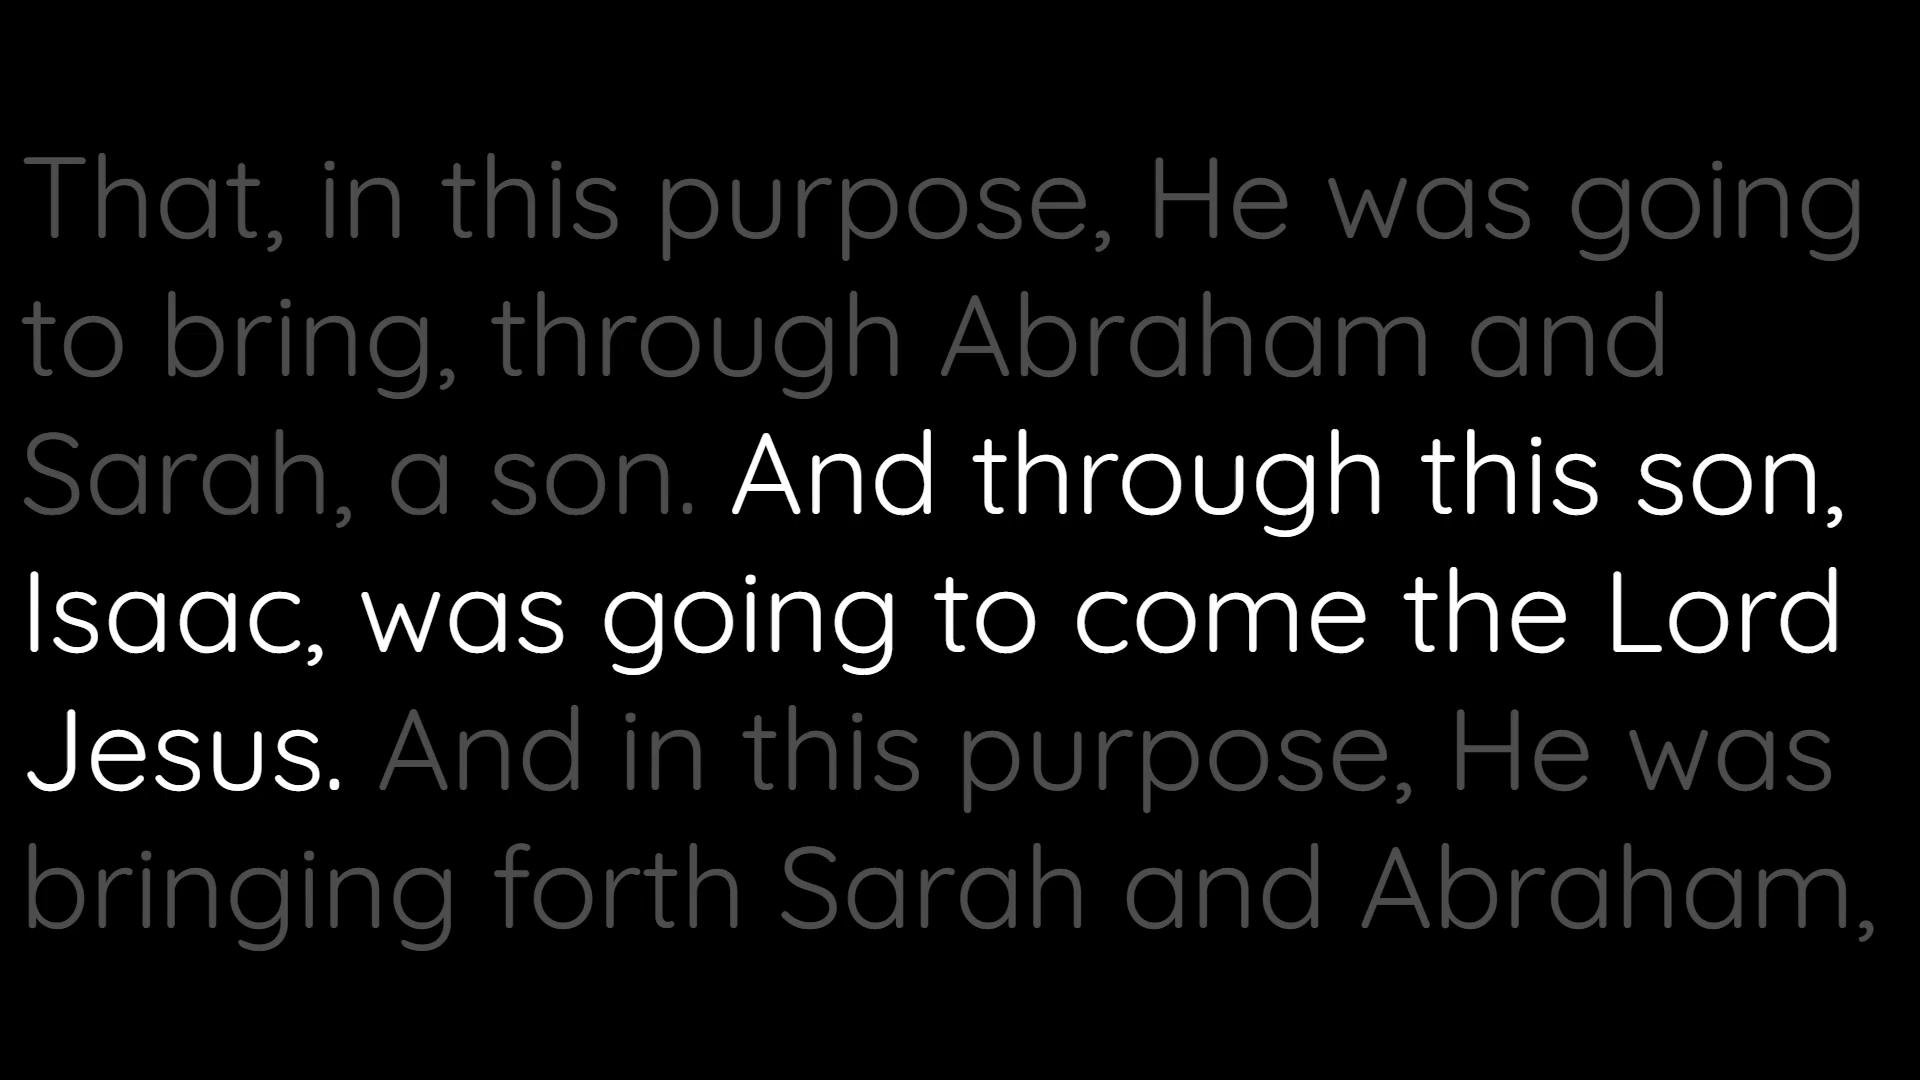 That, in this purpose, He was going
to bring, through Abraham and
Sarah, a son. And through this son,
Isaac, was going to come the Lord
Jesus. And in this purpose, He was
bringing forth Sarah and Abraham,